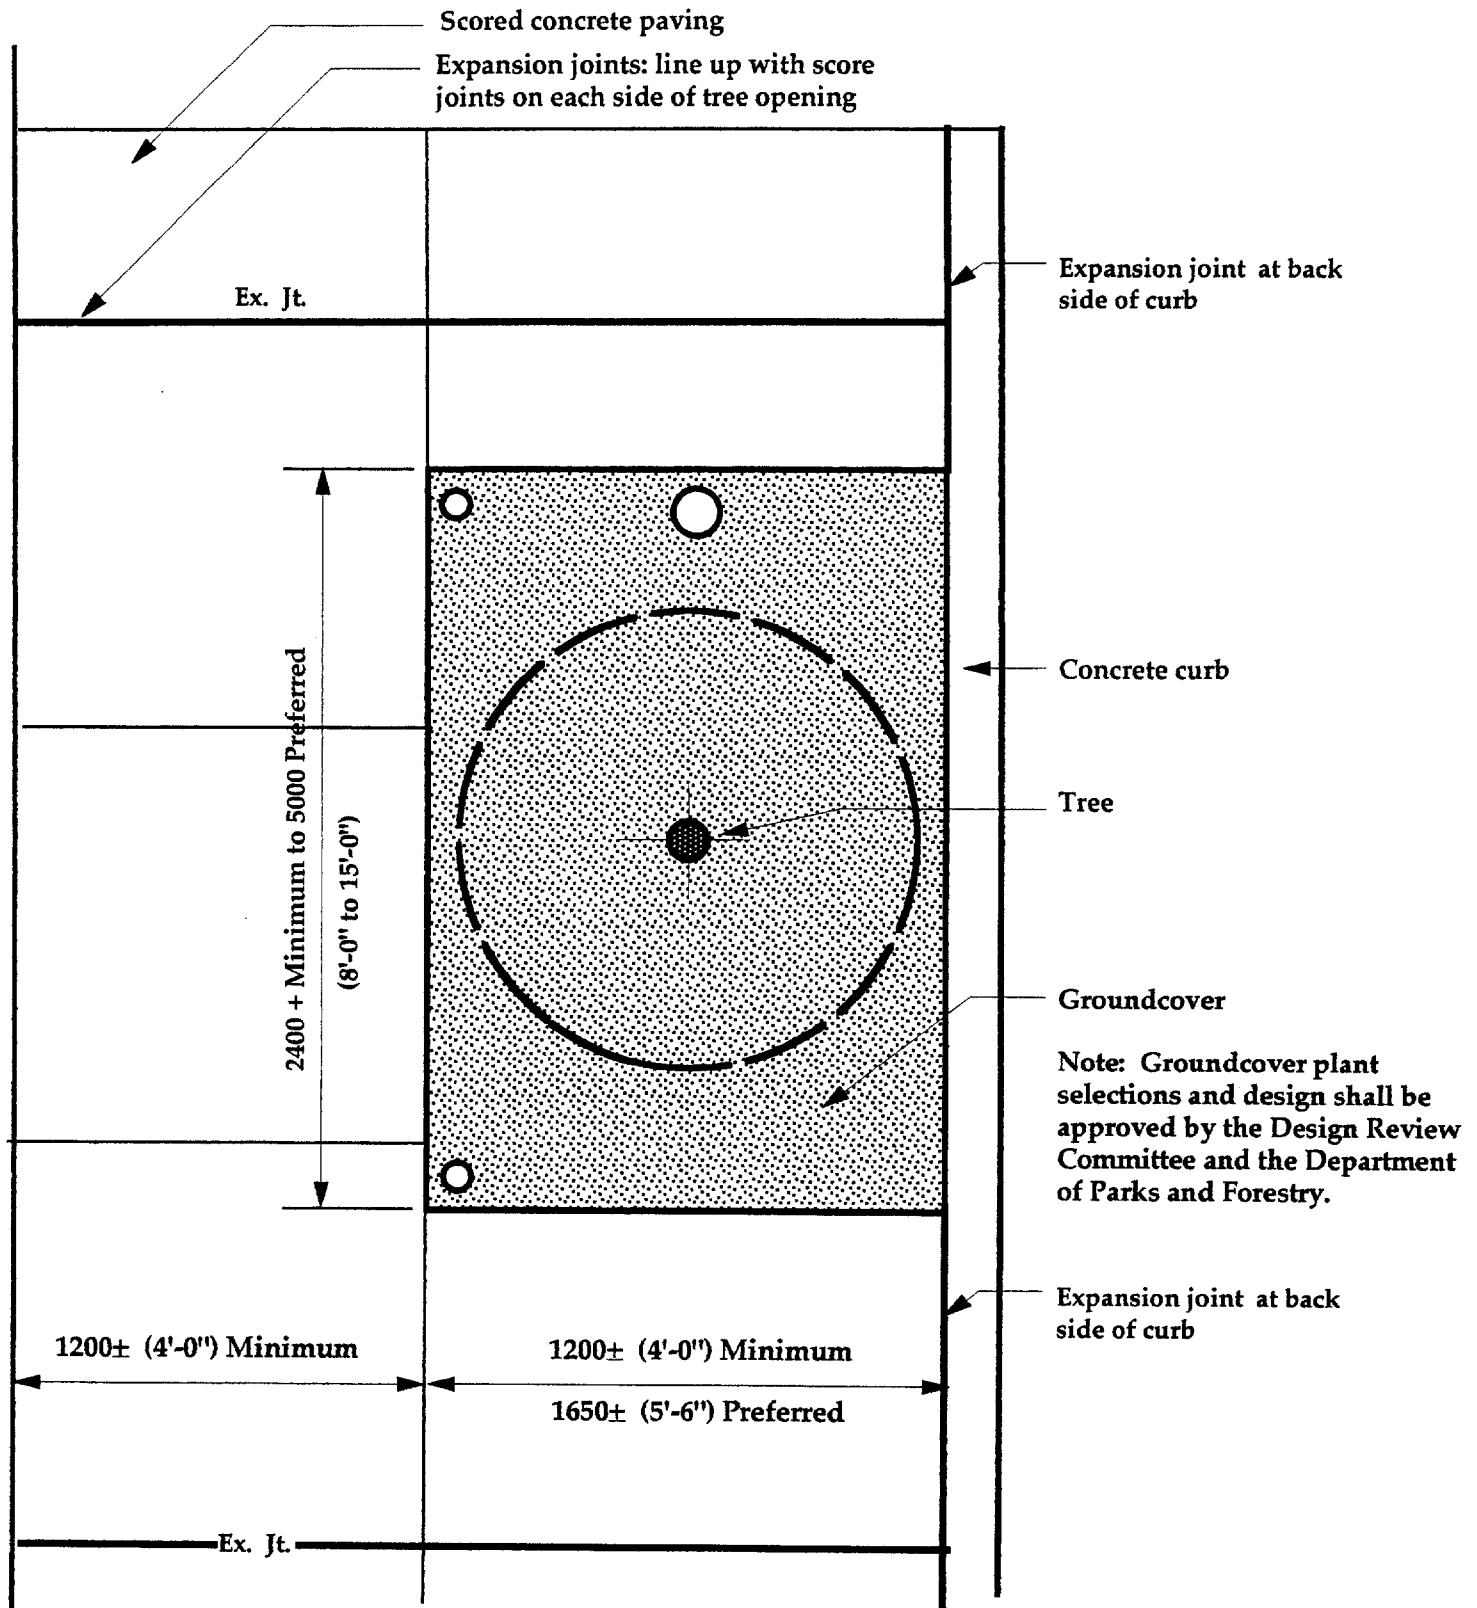 Scored concrete paving
Expansion joints: line up with score
joints on each side of tree opening
Ex. Jt.
Expansion joint at back
side of curb
2400 + Minimum to 5000 Preferred
(8'-0" to 15'-0")
Concrete curb
Tree
Groundcover
Note: Groundcover plant
selections and design shall be
approved by the Design Review
Committee and the Department
of Parks and Forestry.
Expansion joint at back
side of curb
1200± (4'-0") Minimum
1200± (4'-0") Minimum
1650± (5'-6") Preferred
Ex. Jt.